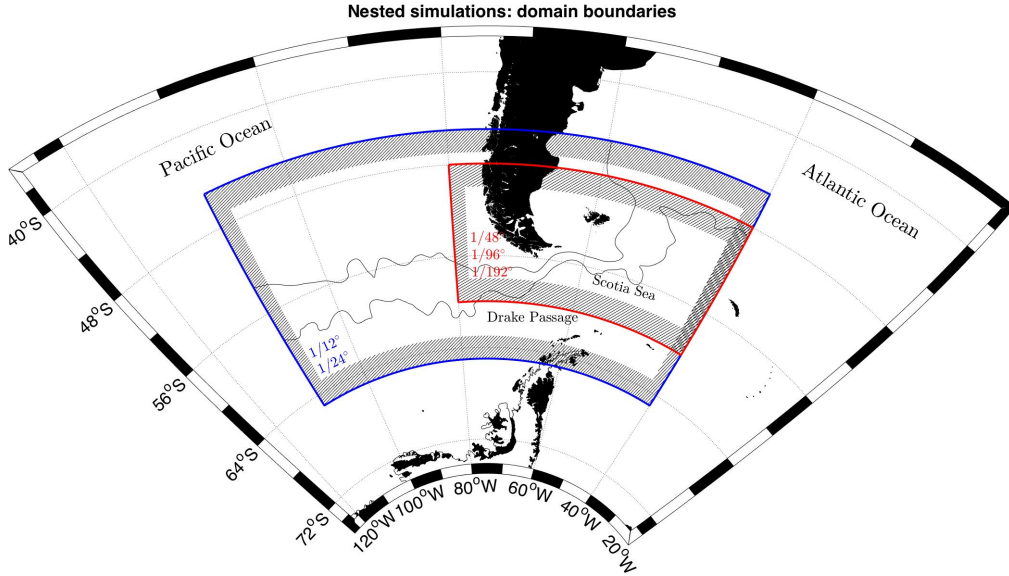 Nested simulations: domain boundaries
Pacific Ocean
Atlantic Ocean
40°S
48°S
56°S
64°S
72°S
1/48°
1/96°
1/192°
Scotia Sea
Drake Passage
1/12°
1/24°
120°W
100°W
80°W
60°W
40°W
20°W